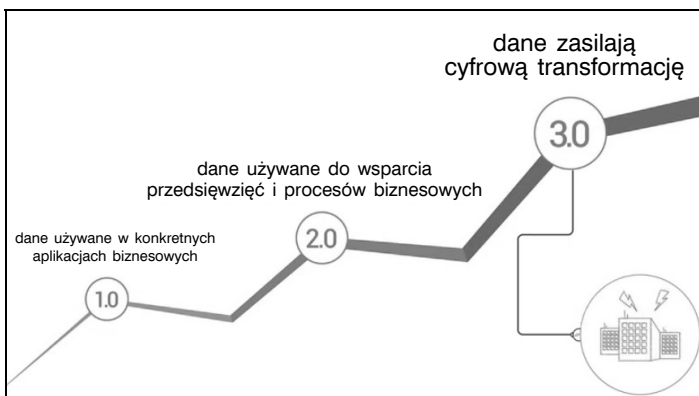 dane zasilają
cyfrową transformację
3.0
dane używane do wsparcia
przedsięwzięć i procesów biznesowych
2.0
dane używane w konkretnych
aplikacjach biznesowych
1.0